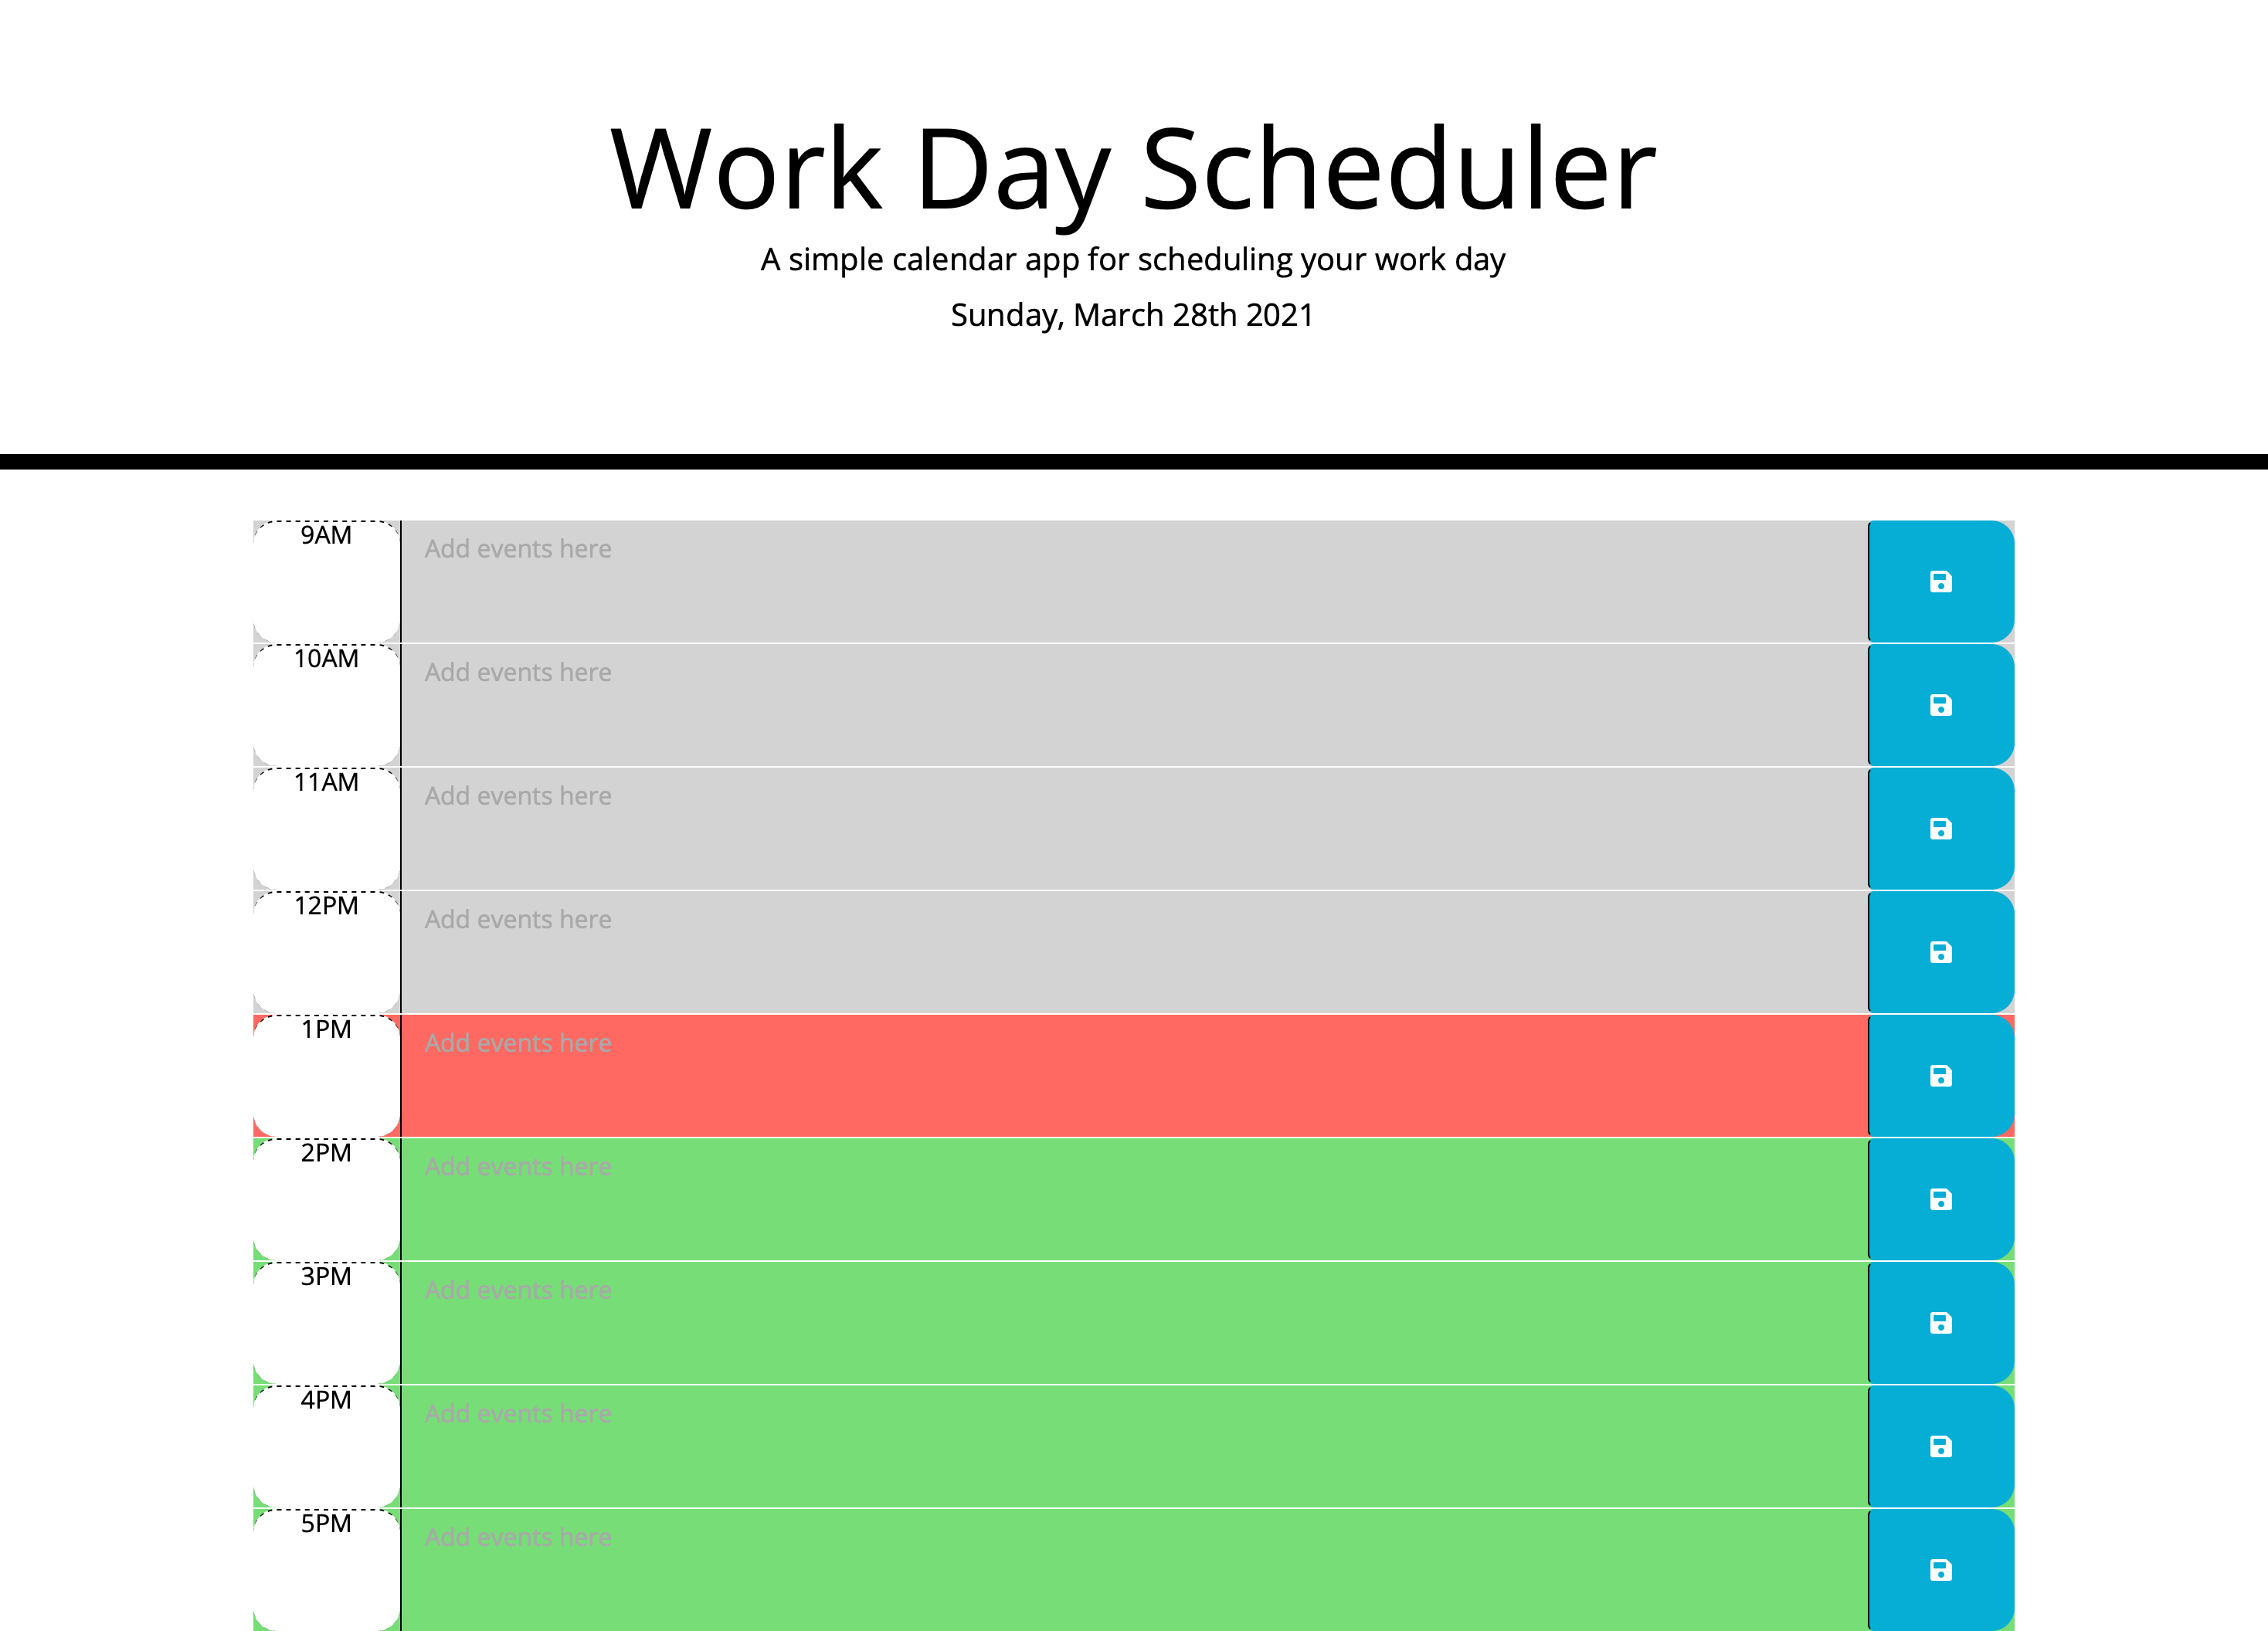 Work Day Scheduler
A simple calendar app for scheduling your work day
Sunday, March 28th 2021
9AM
Add events here
10AM
Add events here
11AM
Add events here
12PM
Add events here
1PM
Add events here
2PM
Add events here
3PM
Add events here
4PM
Add events here
5PM
Add events here